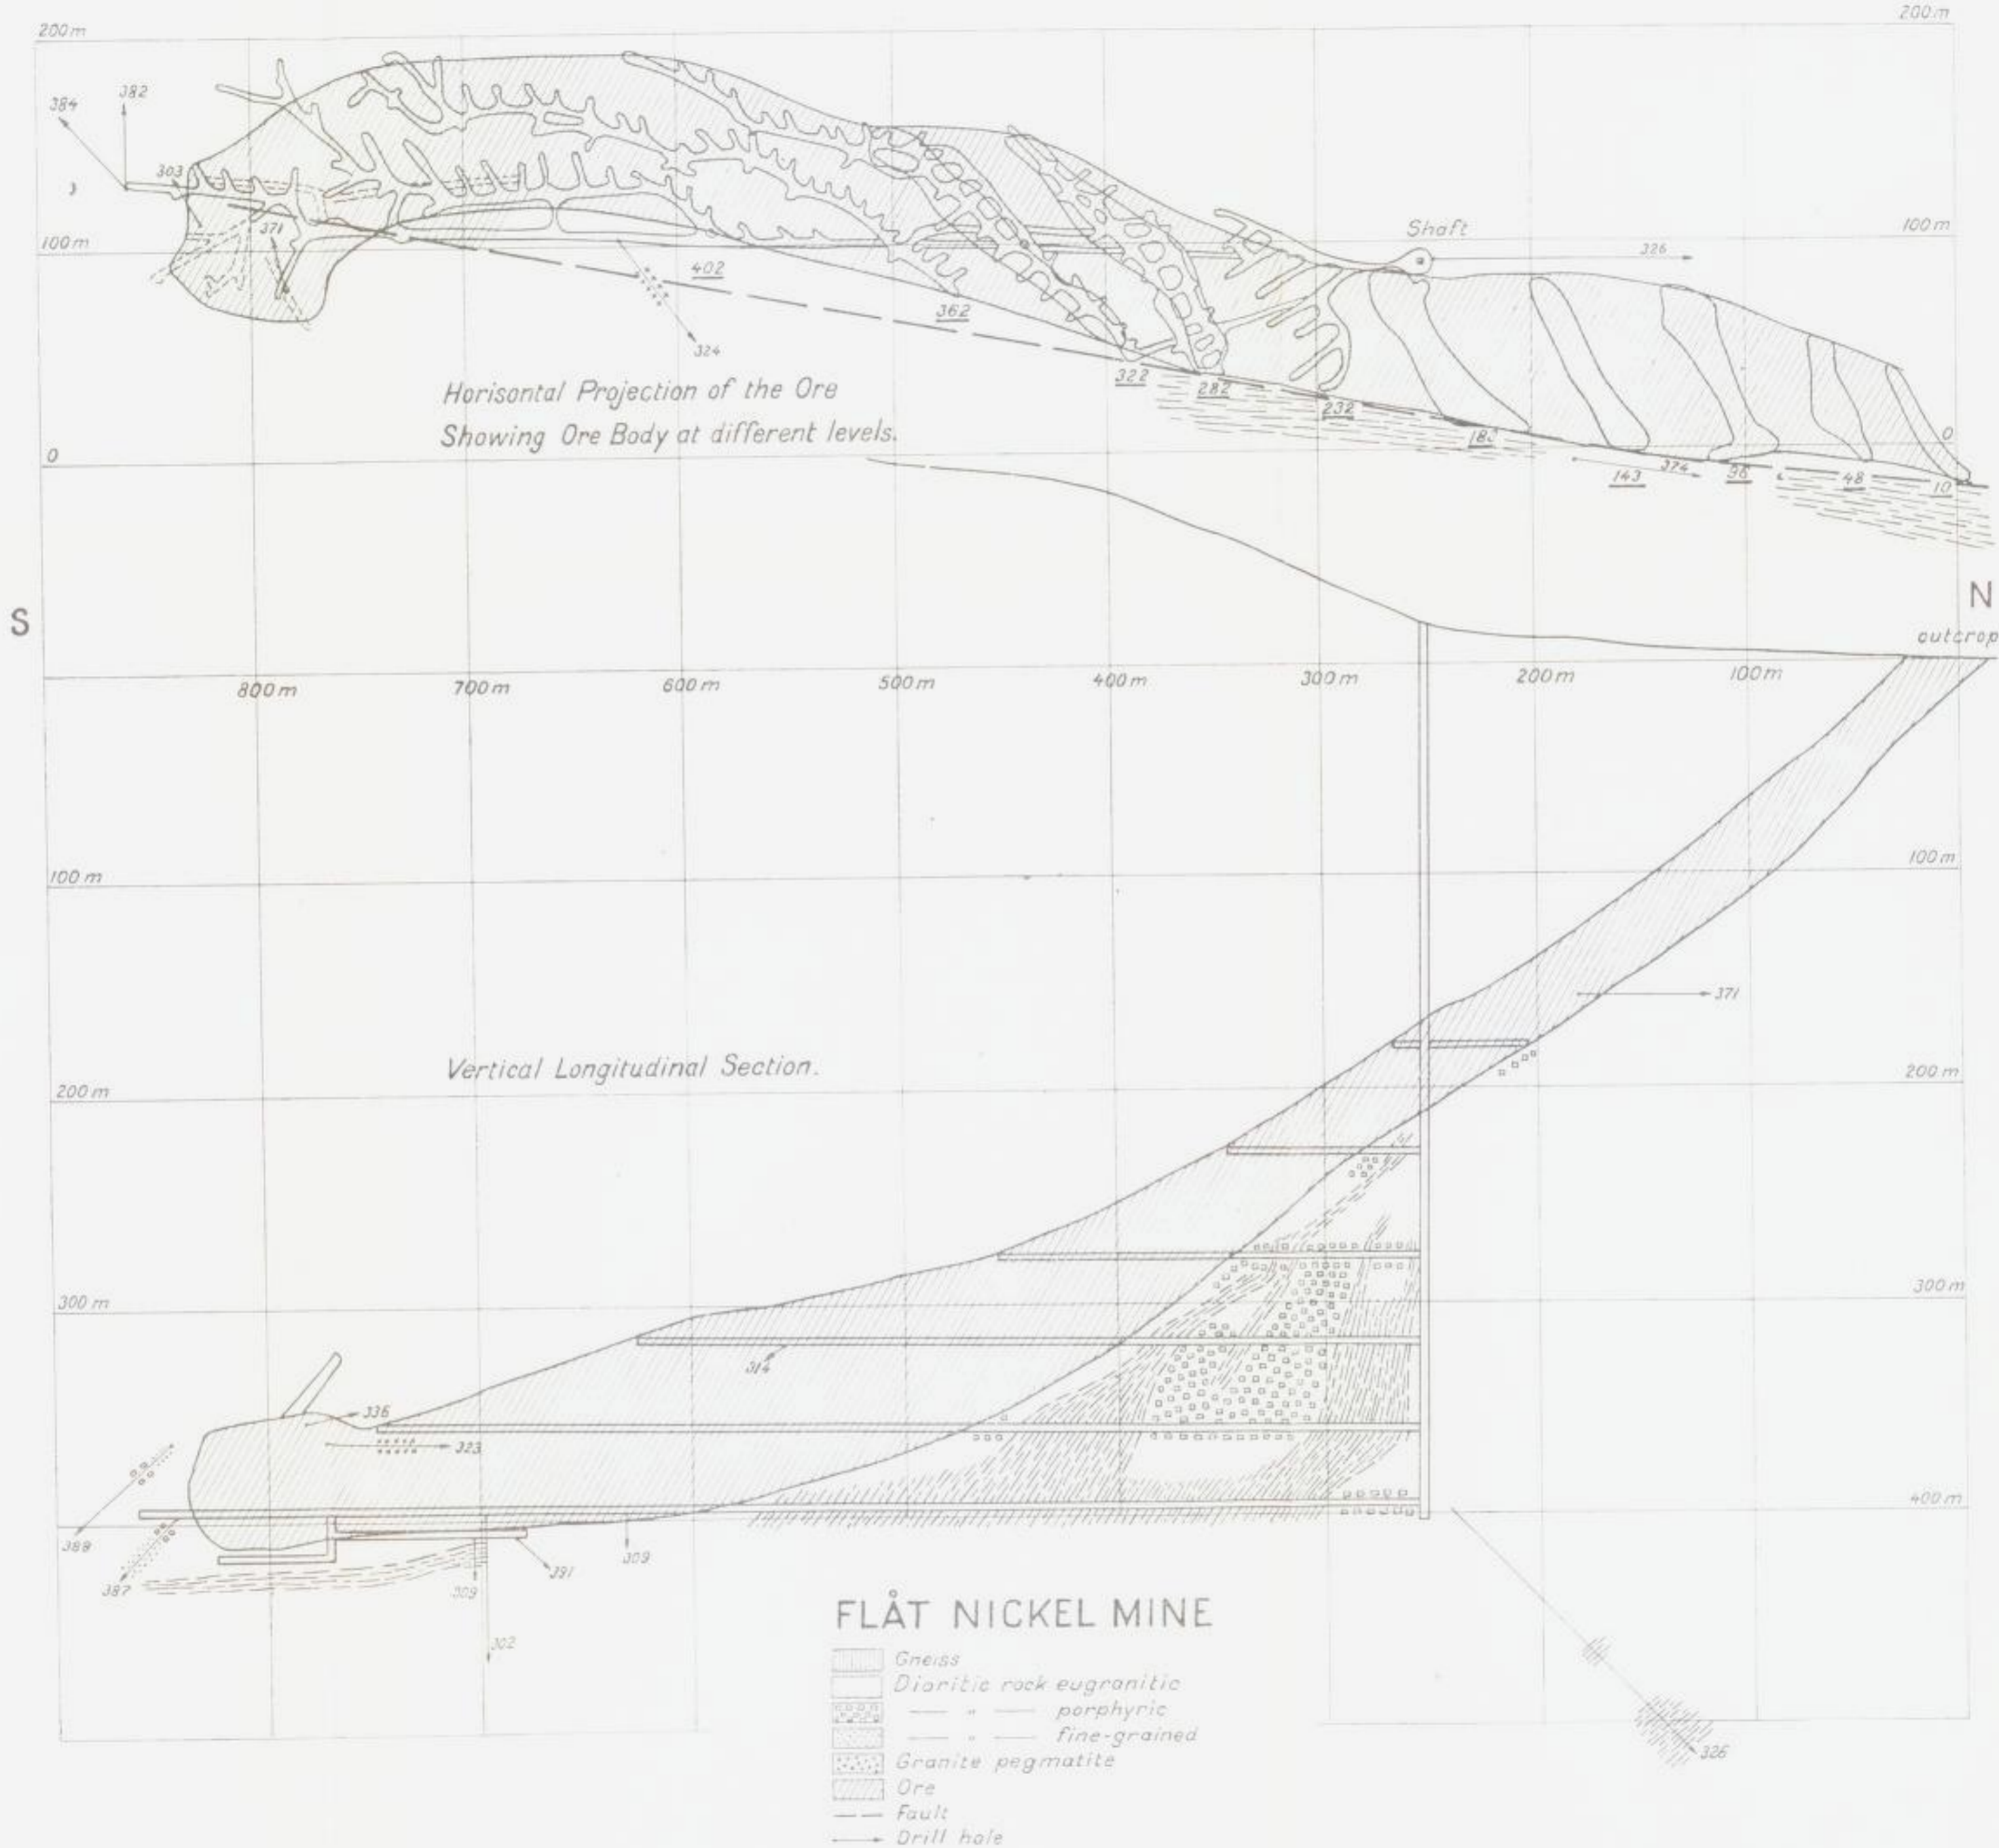 200 m
200 m
384
382
303
371
100 m
Shaft
326
100 m
402
362
324
Horisontal Projection of the Ore
Showing Ore Body at different levels.
322
282
232
0
0
143
374
96
48
10
S
N
outcrop
800 m
700 m
600 m
500 m
400 m
300 m
200 m
100 m
100 m
100 m
371
Vertical Longitudinal Section.
200 m
200 m
300 m
300 m
314
336
323
400 m
388
387
309
391
309
302
FLÅT NICKEL MINE
Gneiss
Dioritic rock eugranitic
— " — porphyric
— " — fine-grained
Granite pegmatite
Ore
Fault
Drill hole
326